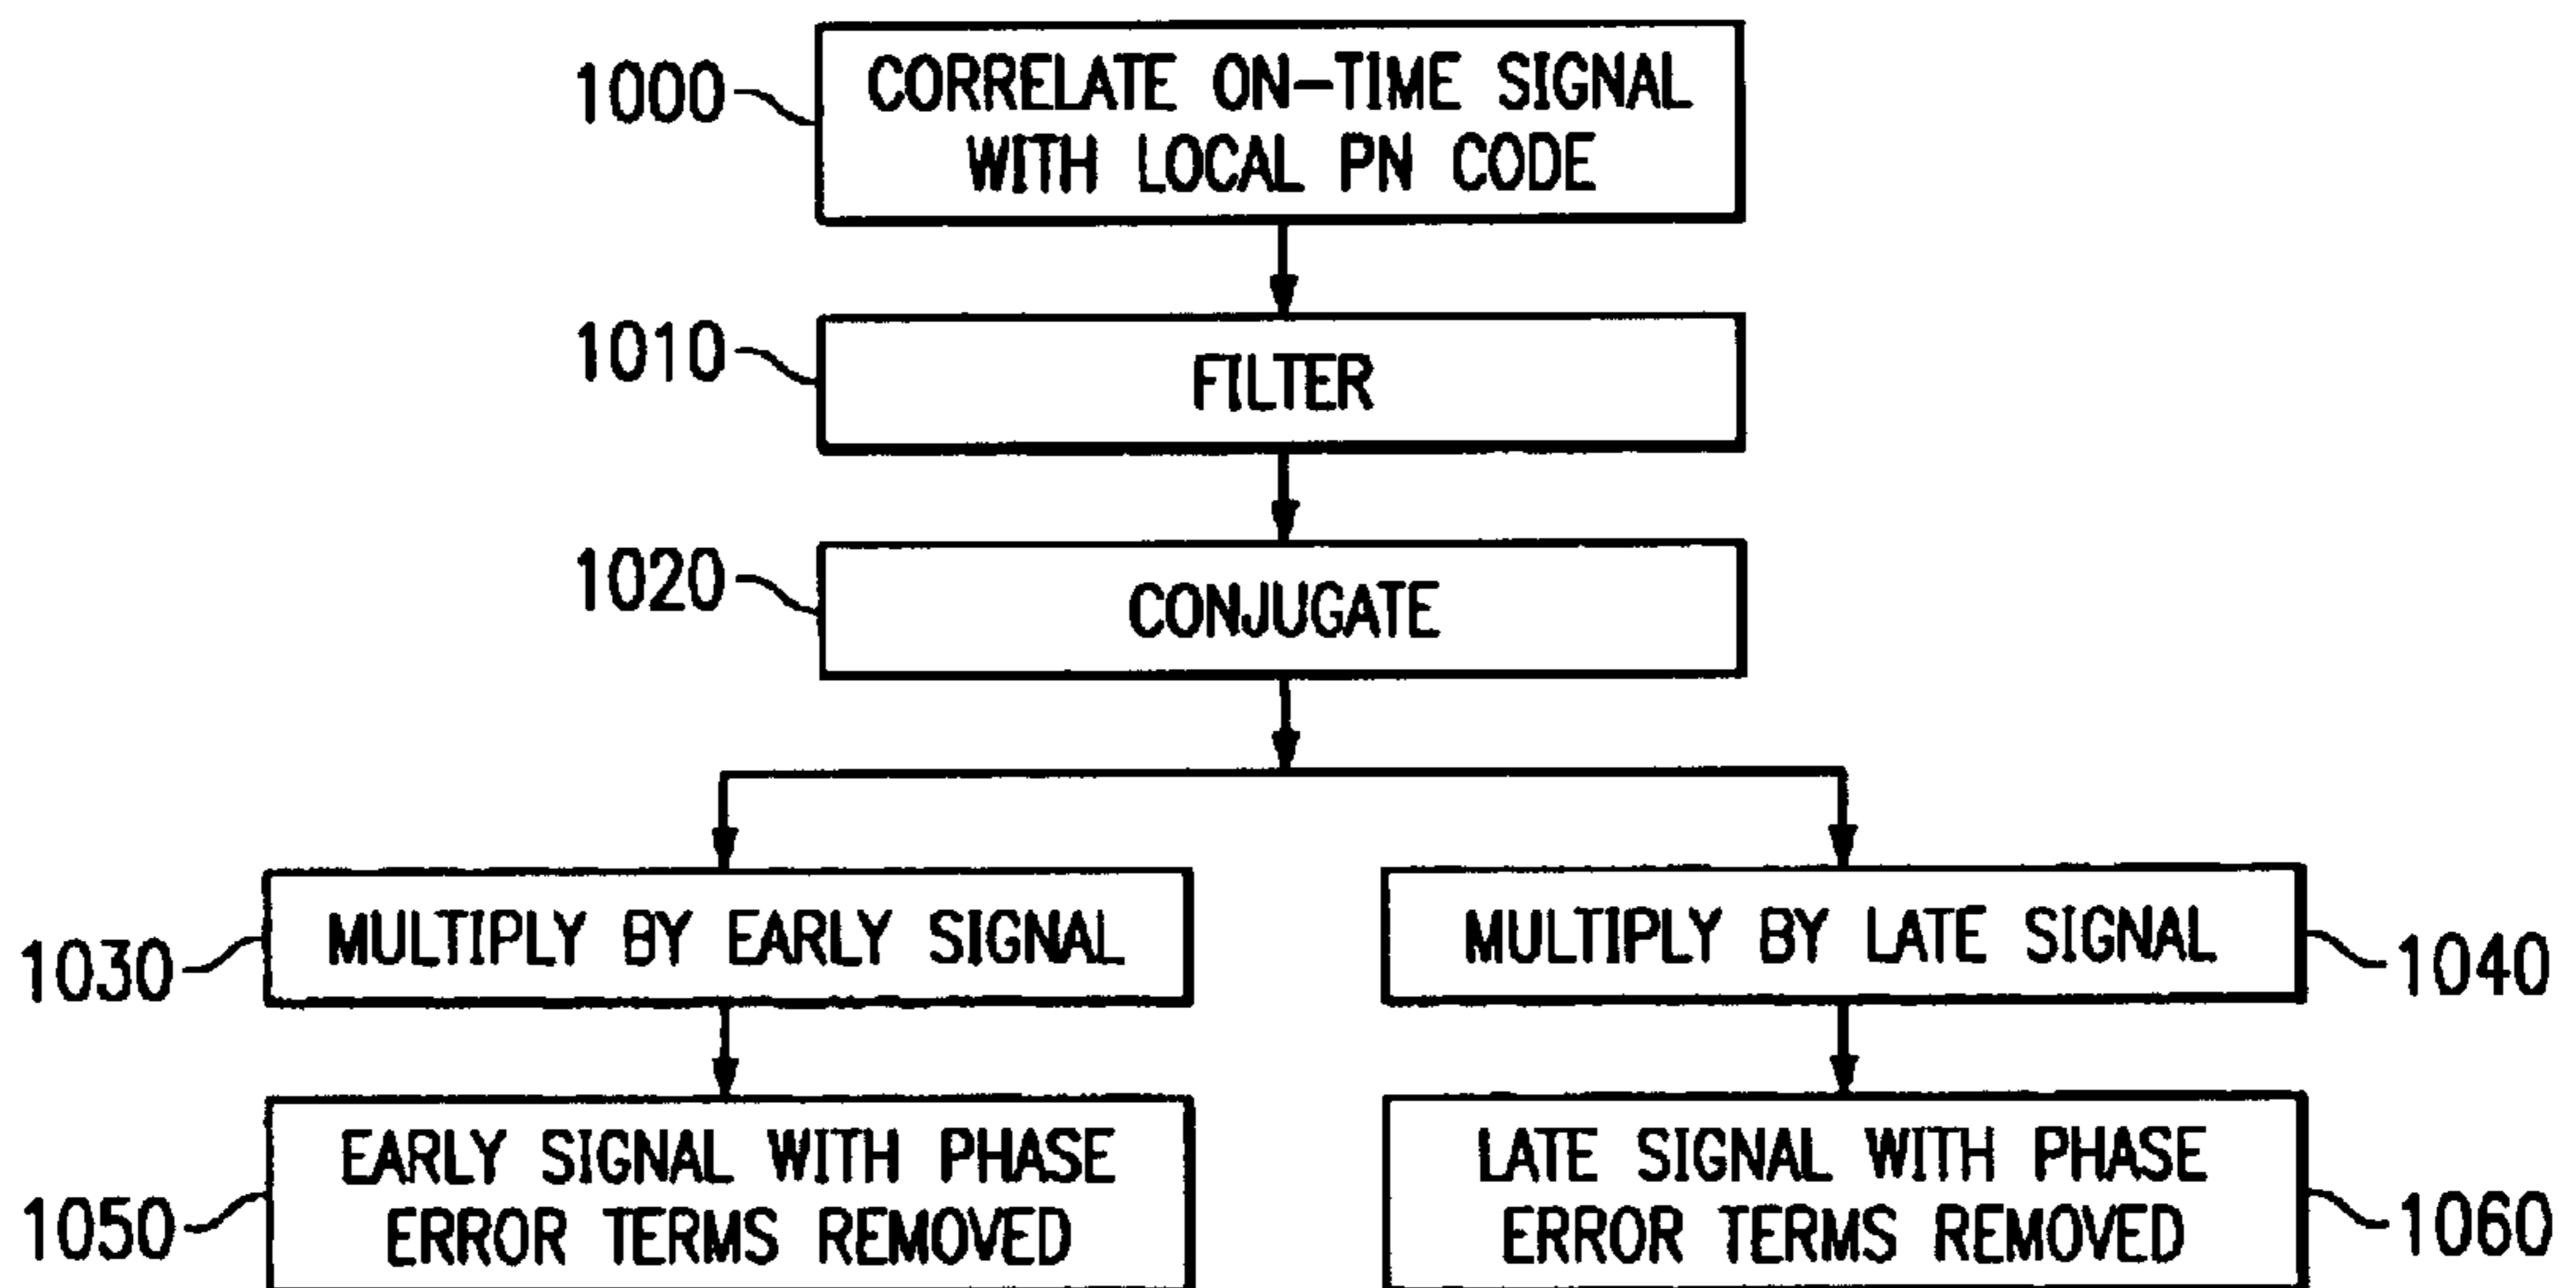 1000
CORRELATE ON-TIME SIGNAL
WITH LOCAL PN CODE
1010
FILTER
1020
CONJUGATE
1030
MULTIPLY BY EARLY SIGNAL
MULTIPLY BY LATE SIGNAL
1040
1050
EARLY SIGNAL WITH PHASE
ERROR TERMS REMOVED
LATE SIGNAL WITH PHASE
ERROR TERMS REMOVED
1060